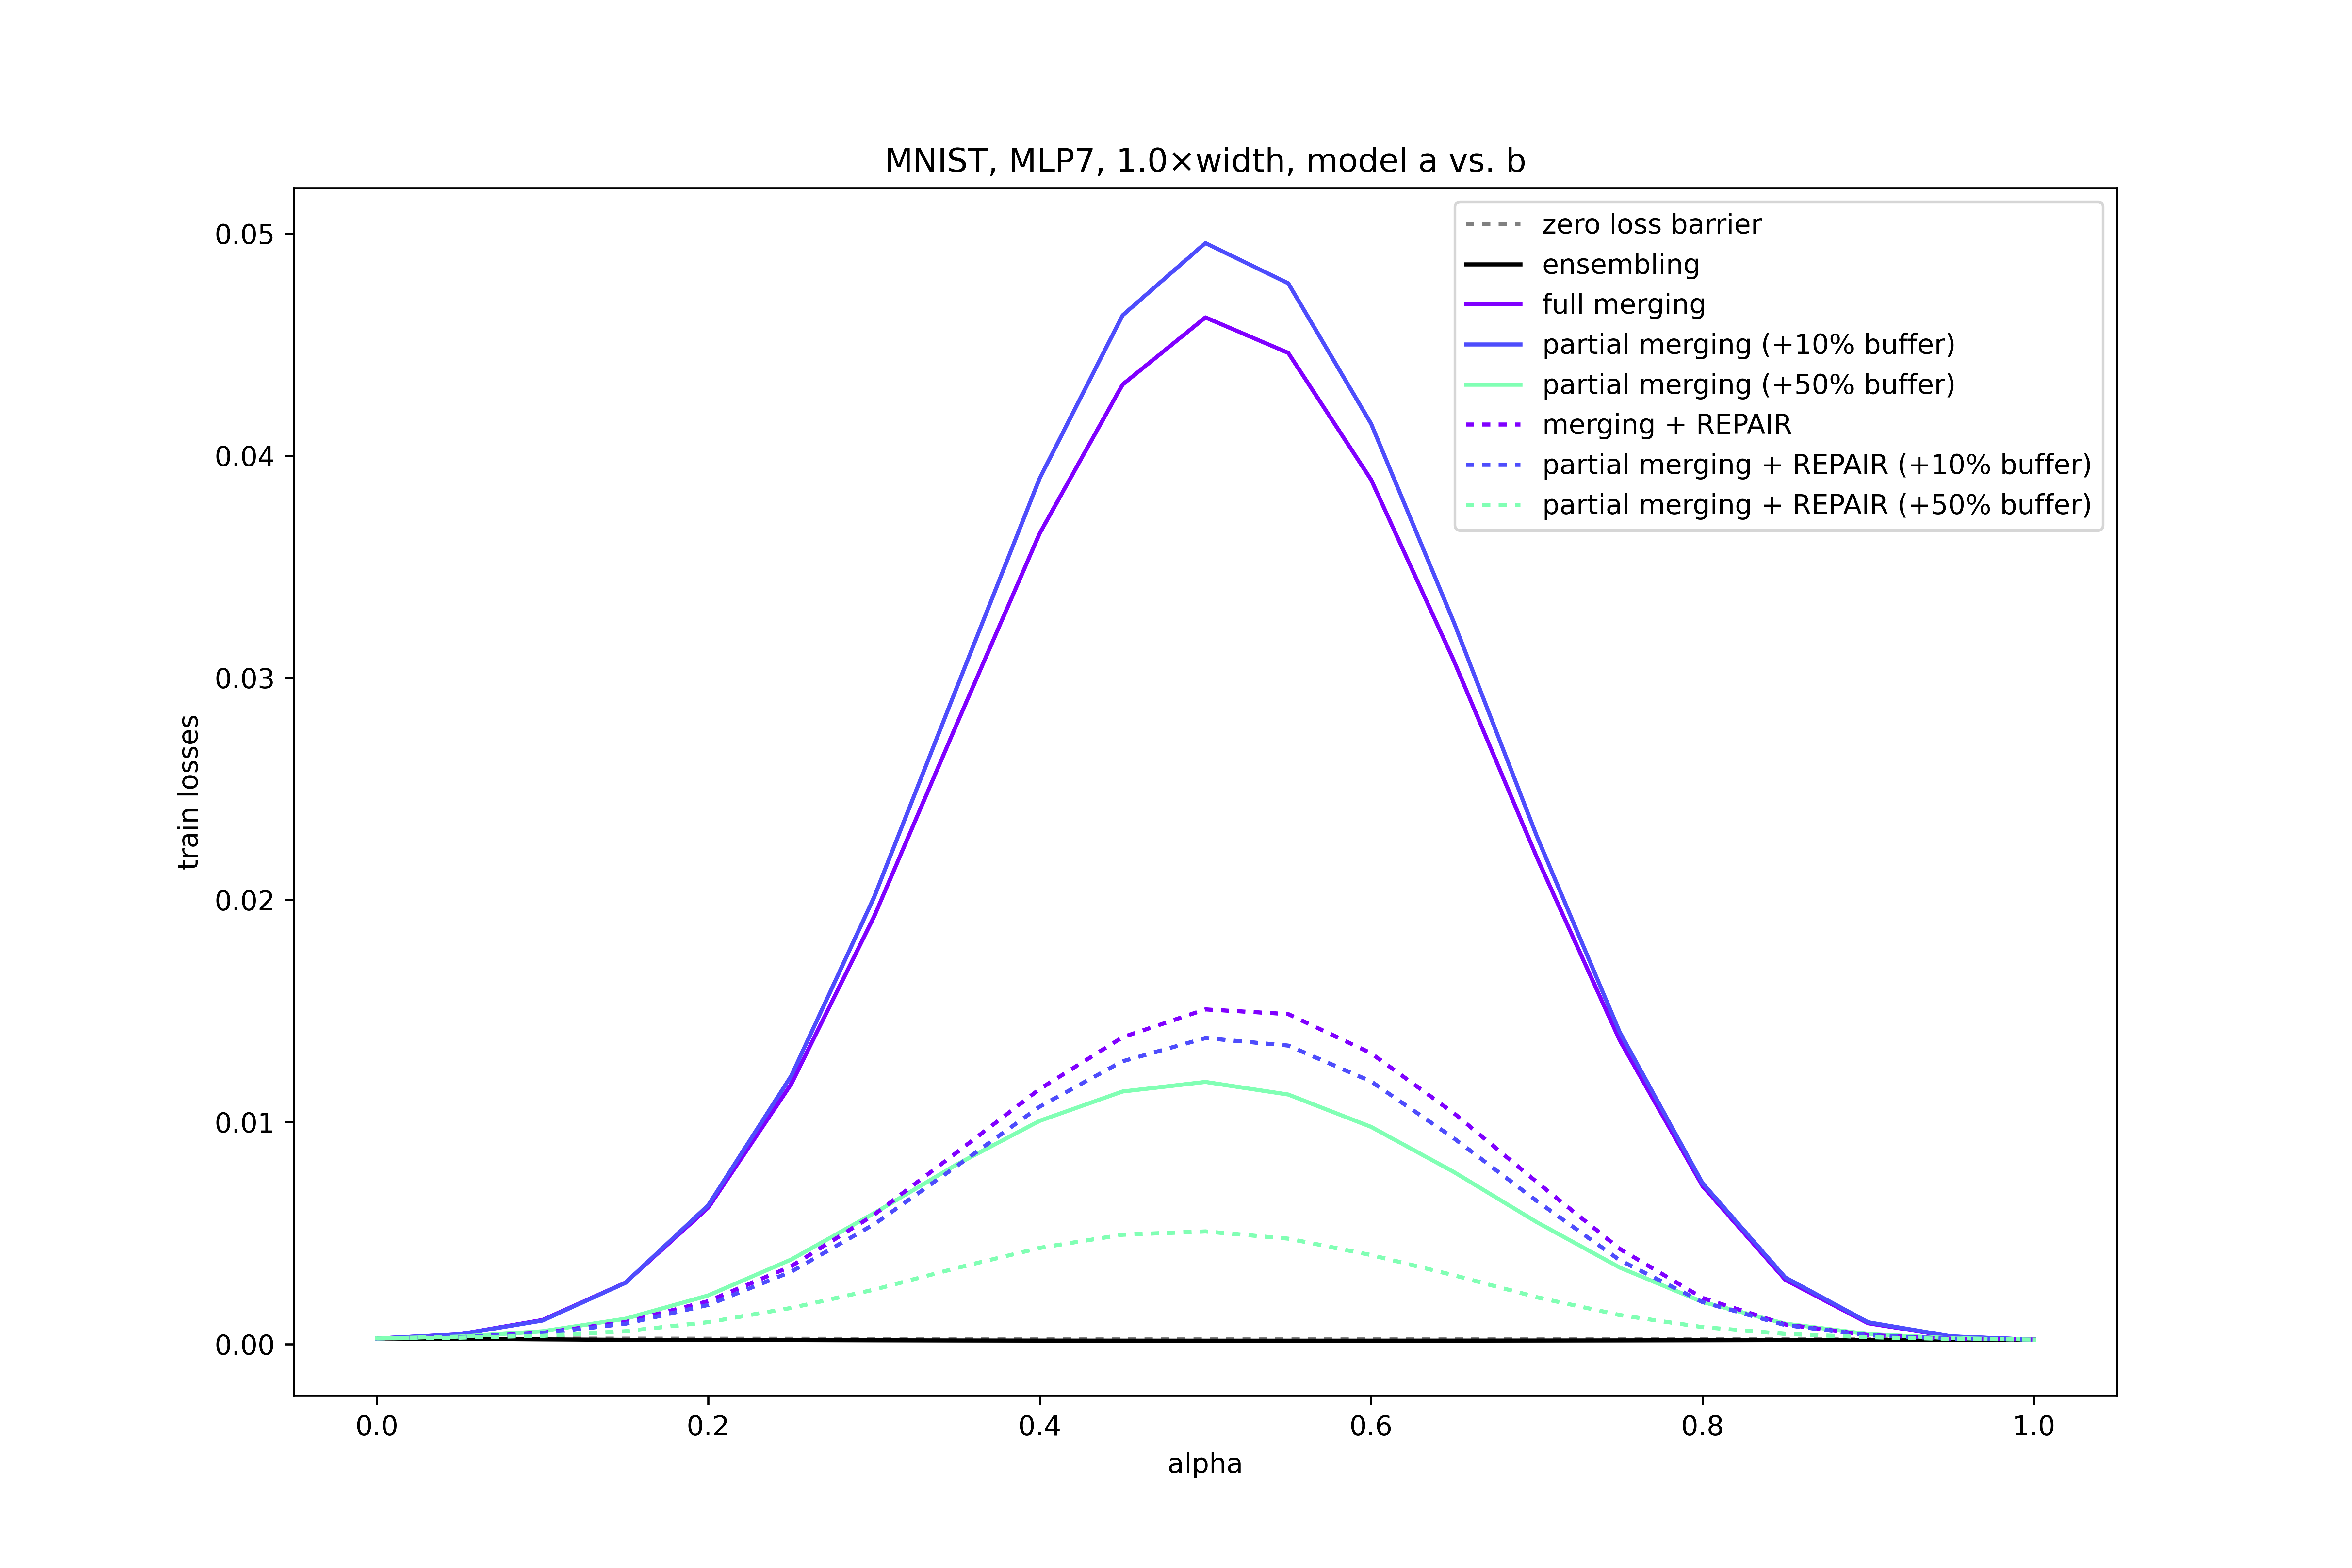 MNIST, MLP7, 1.0×width, model a vs. b
zero loss barrier
ensembling
full merging
partial merging (+10% buffer)
partial merging (+50% buffer)
merging + REPAIR
partial merging + REPAIR (+10% buffer)
partial merging + REPAIR (+50% buffer)
0.05
0.04
0.03
0.02
0.01
0.00
train losses
0.0 0.2 0.4 0.6 0.8 1.0
alpha